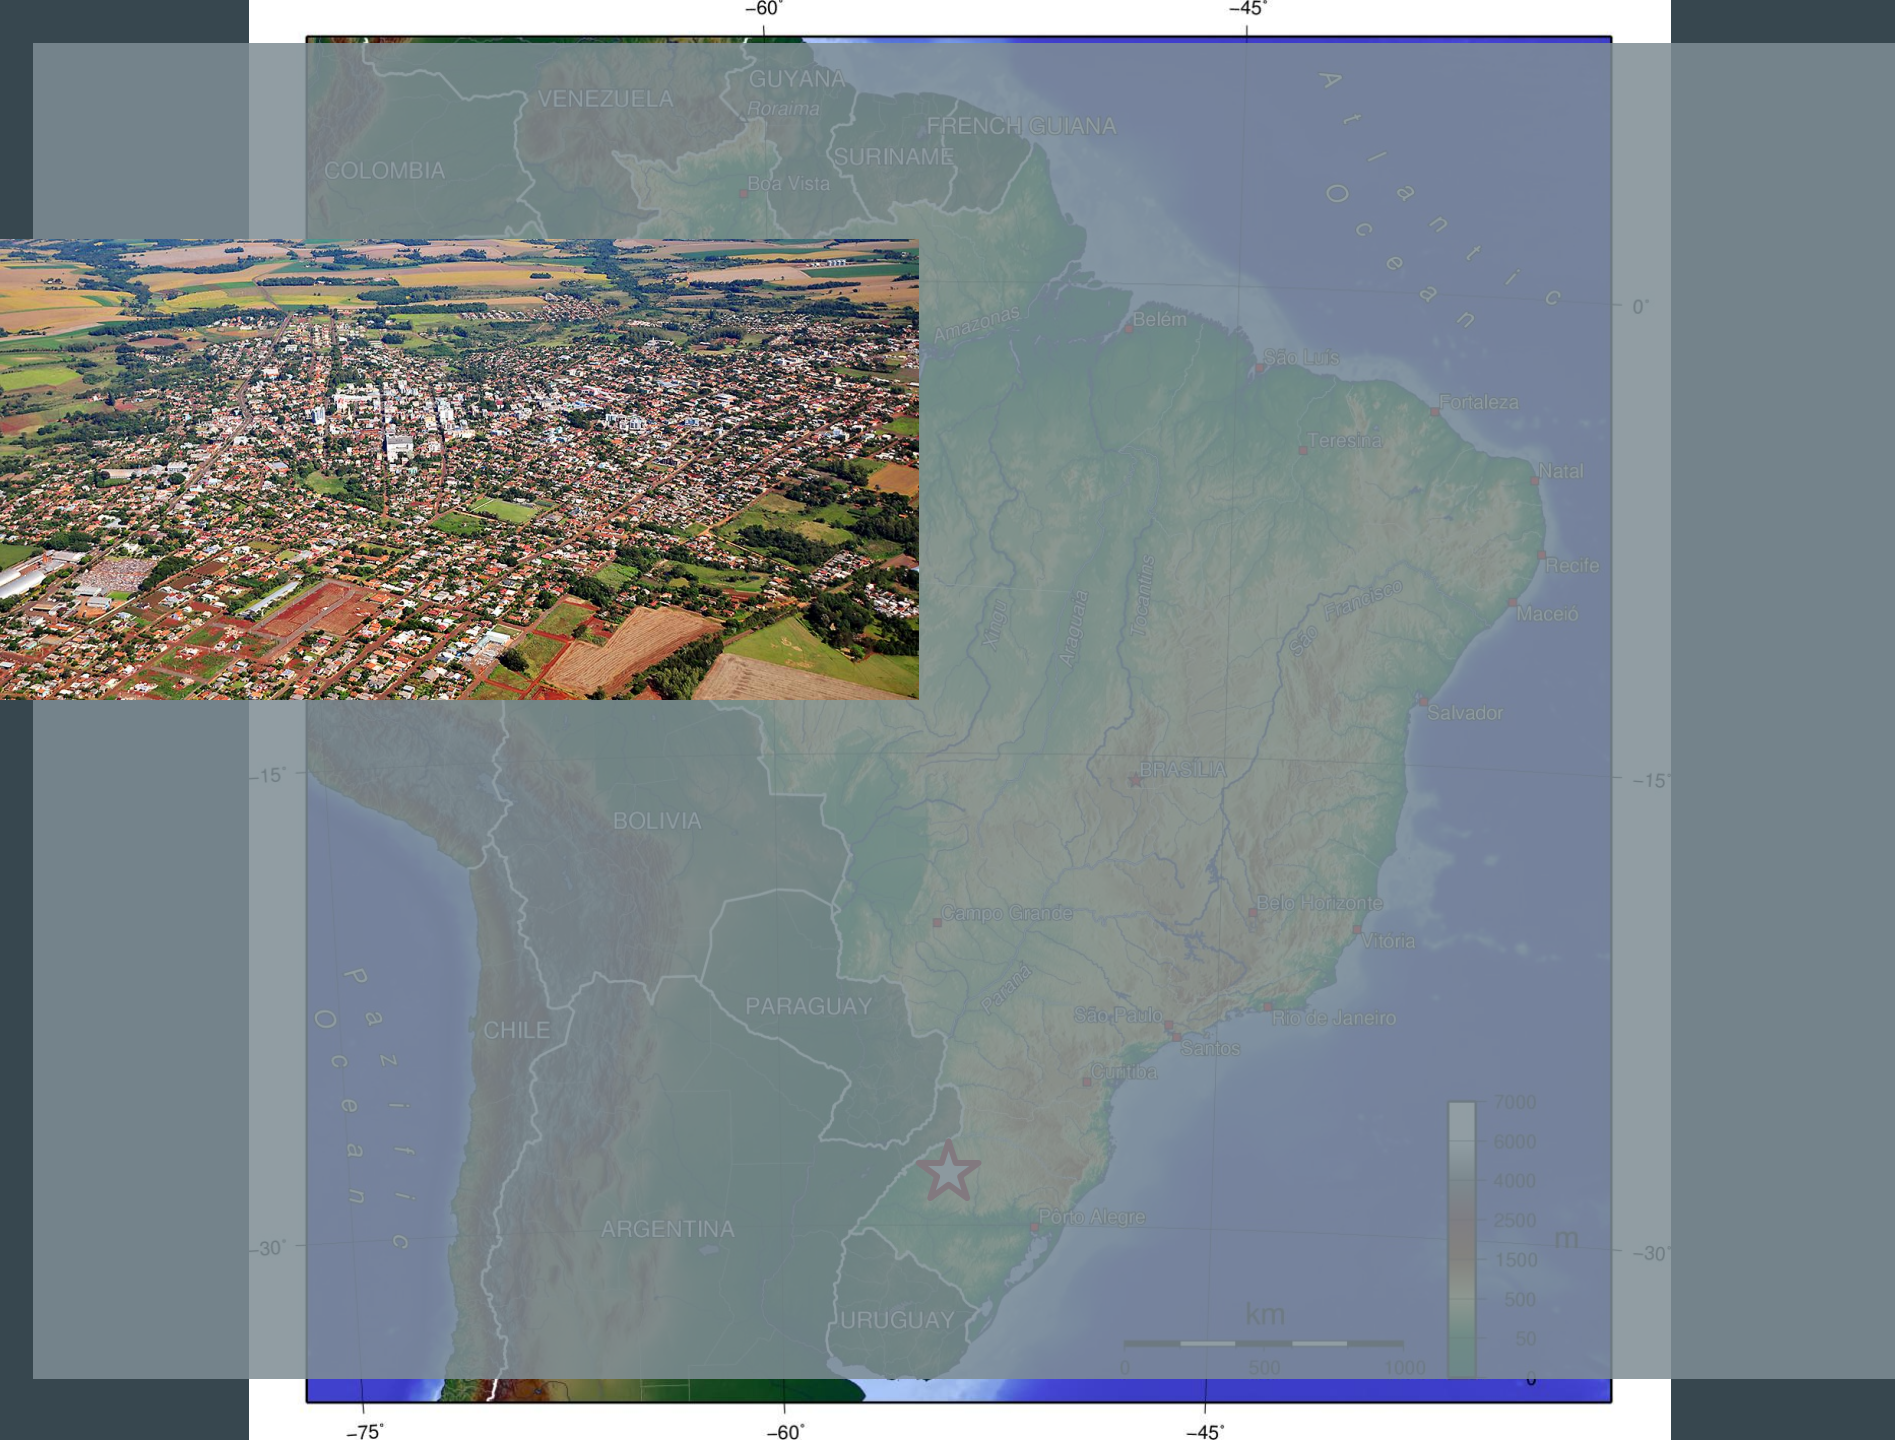 -60° -45°
GUYANA
VENEZUELA
Roraima
FRENCH GUIANA
SURINAME
COLOMBIA
Boa Vista
Atlantic
Ocean
0°
Amazonas
Belém
São Luís
Fortaleza
Teresina
Natal
Recife
Maceió
Xingu
Araguaia
Tocantins
São Francisco
Salvador
-15° BRASÍLIA -15°
BOLIVIA
Campo Grande
Belo Horizonte
Vitória
Pazific
Ocean
PARAGUAY
Paraná
CHILE
São Paulo
Rio de Janeiro
Santos
Curitiba
7000
6000
4000
2500
m
1500
500
50
0
Porto Alegre
ARGENTINA
-30° -30°
URUGUAY
km
0 500 1000
-75° -60° -45°